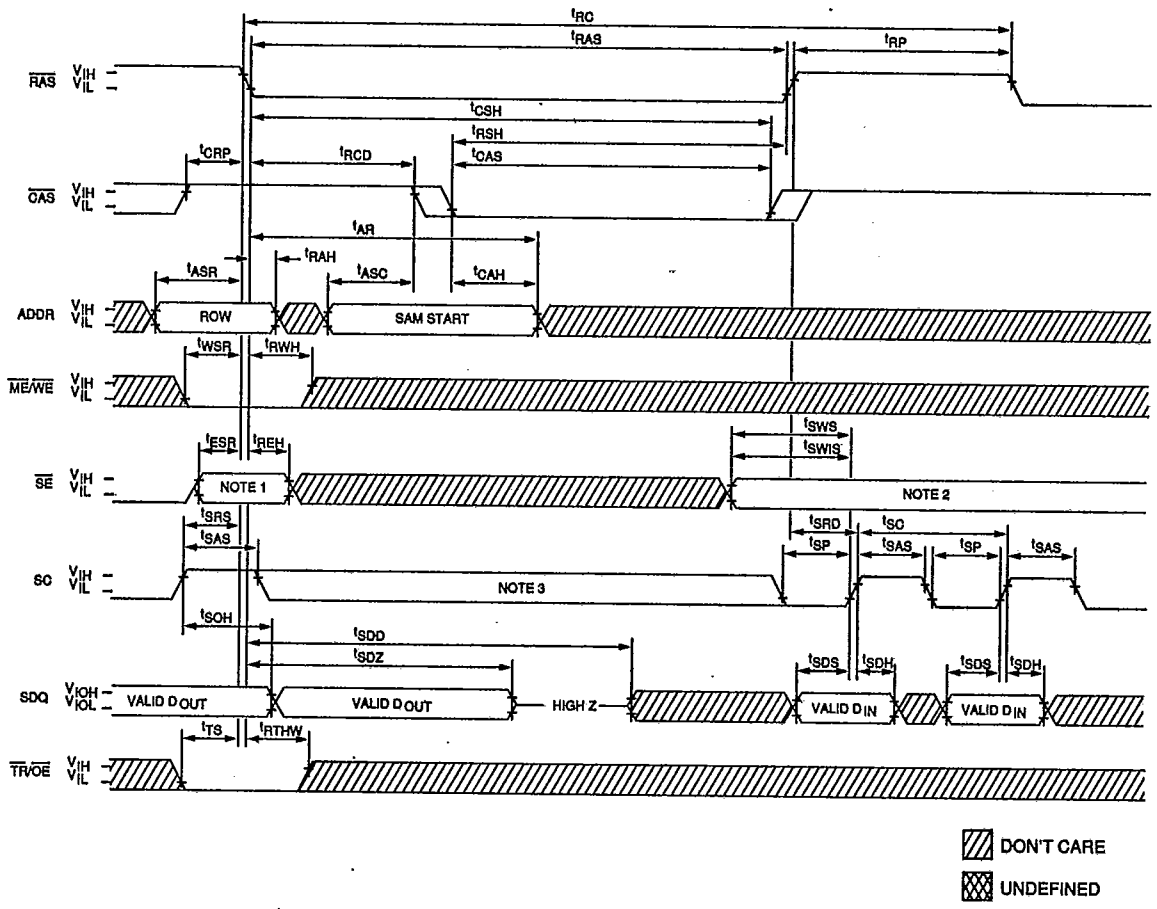 tRC
tRAS
tRP
RAS VIH VIL
tCSH
tRSH
tCRP tRCD tCAS
CAS VIH VIL
tAR
tRAH
tASR tASC tCAH
ADDR VIH VIL ROW SAM START
tWSR tRWH
ME/WE VIH VIL
tSWS
tESR tREH tSWIS
SE VIH VIL NOTE 1 NOTE 2
tSRS tSRD tSC
tSAS tSP tSAS tSP tSAS
SC VIH VIL NOTE 3
tSOH tSDD
tSDZ tSDS tSDH tSDS tSDH
SDQ VIOH VIOL VALID DOUT VALID DOUT HIGH Z VALID DIN VALID DIN
tTS tRTHW
TR/OE VIH VIL
DON'T CARE
UNDEFINED